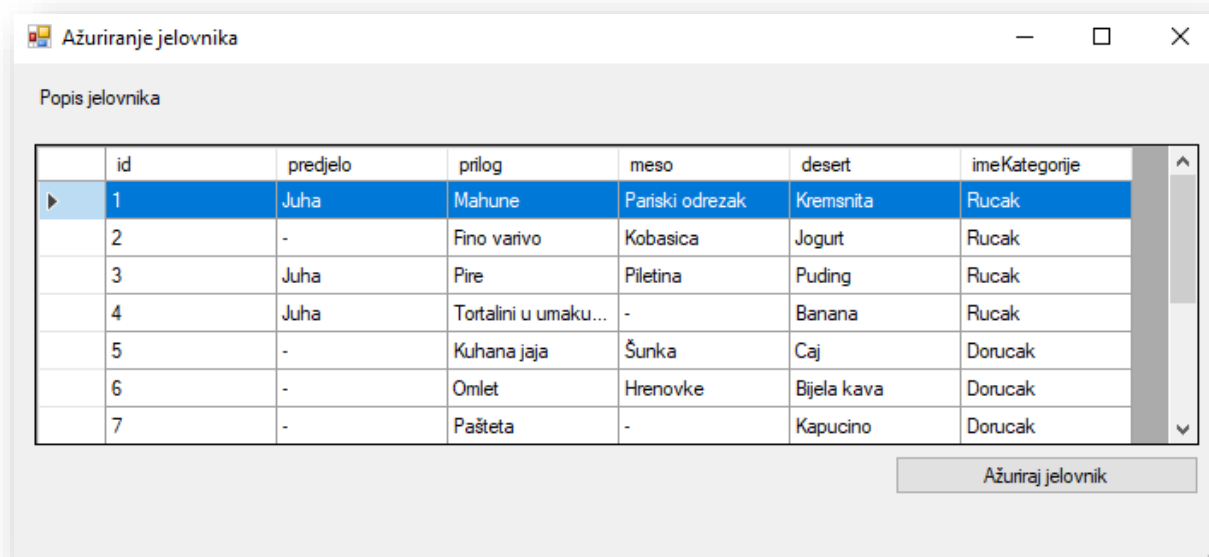 Ažuriranje jelovnika
Popis jelovnika
id predjelo prilog meso desert imeKategorije
1 Juha Mahune Pariski odrezak Kremsnita Rucak
2 - Fino varivo Kobasica Jogurt Rucak
3 Juha Pire Piletina Puding Rucak
4 Juha Tortalini u umaku... - Banana Rucak
5 - Kuhana jaja Šunka Caj Dorucak
6 - Omlet Hrenovke Bijela kava Dorucak
7 - Pašteta - Kapucino Dorucak
Ažuriraj jelovnik